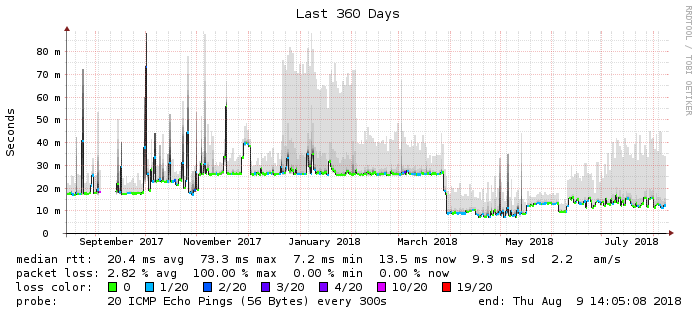 Last 360 Days
RRDTOOL / TOBI OETIKER
Seconds
80 m
70 m
60 m
50 m
40 m
30 m
20 m
10 m
0
September 2017 November 2017 January 2018 March 2018 May 2018 July 2018
median rtt: 20.4 ms avg 73.3 ms max 7.2 ms min 13.5 ms now 9.3 ms sd 2.2 am/s
packet loss: 2.82 % avg 100.00 % max 0.00 % min 0.00 % now
loss color: 0 1/20 2/20 3/20 4/20 10/20 19/20
probe: 20 ICMP Echo Pings (56 Bytes) every 300s end: Thu Aug 9 14:05:08 2018